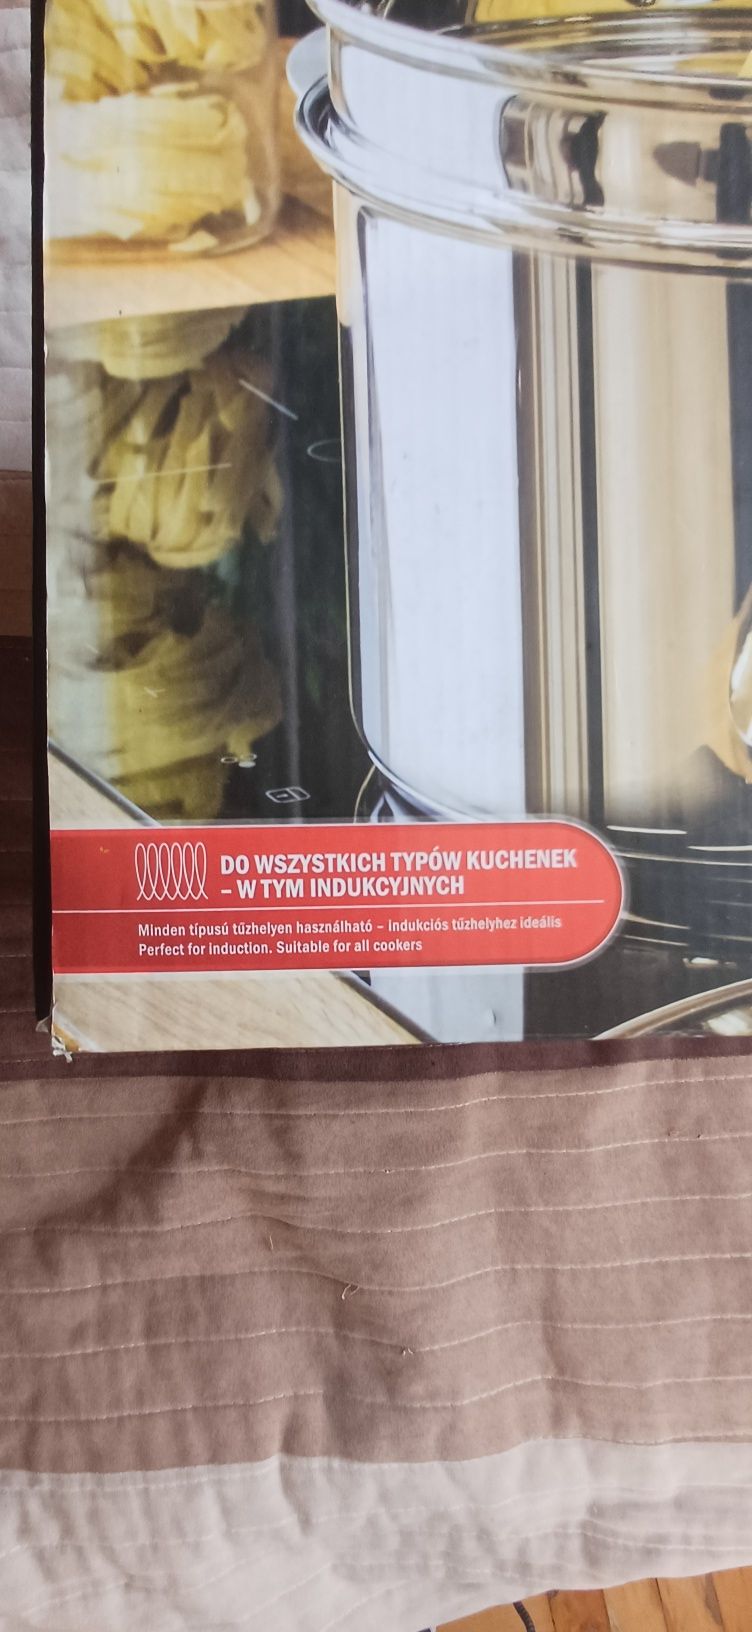 DO WSZYSTKICH TYPÓW KUCHENEK
– W TYM INDUKCYJNYCH
Minden típusú tűzhelyen használható – Indukciós tűzhelyhez ideális
Perfect for induction. Suitable for all cookers